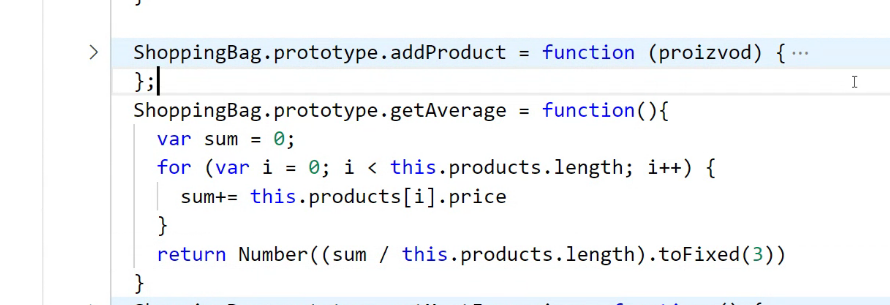 ShoppingBag.prototype.addProduct = function (proizvod) { ···
};
ShoppingBag.prototype.getAverage = function(){
var sum = 0;
for (var i = 0; i < this.products.length; i++) {
sum+= this.products[i].price
}
return Number((sum / this.products.length).toFixed(3))
}